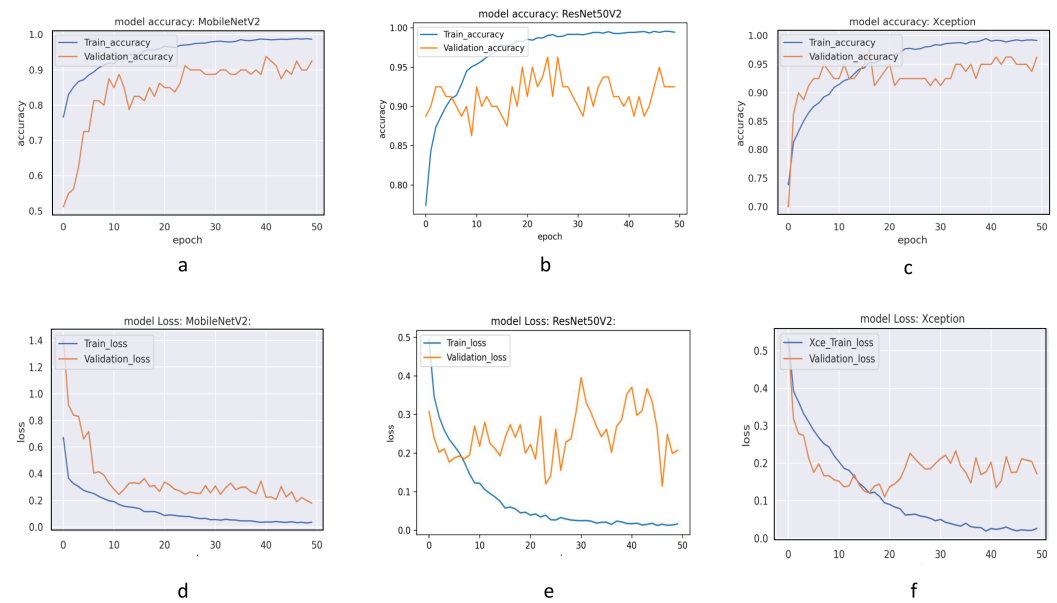 model accuracy: MobileNetV2
Train_accuracy
Validation_accuracy
1.0
0.9
0.8
0.7
0.6
0.5
accuracy
0 10 20 30 40 50
epoch
a
model accuracy: ResNet50V2
Train_accuracy
Validation_accuracy
1.00
0.95
0.90
0.85
0.80
accuracy
0 10 20 30 40 50
epoch
b
model accuracy: Xception
Train_accuracy
Validation_accuracy
1.00
0.95
0.90
0.85
0.80
0.75
0.70
accuracy
0 10 20 30 40 50
epoch
c
model Loss: MobileNetV2:
Train_loss
Validation_loss
1.4
1.2
1.0
0.8
0.6
0.4
0.2
0.0
loss
0 10 20 30 40 50
d
model Loss: ResNet50V2:
Train_loss
Validation_loss
0.5
0.4
0.3
0.2
0.1
0.0
loss
0 10 20 30 40 50
e
model Loss: Xception
Xce_Train_loss
Validation_loss
0.5
0.4
0.3
0.2
0.1
0.0
loss
0 10 20 30 40 50
f